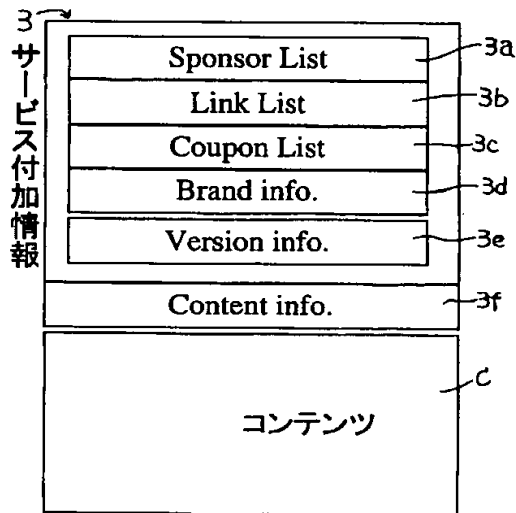 3
サービス付加情報
Sponsor List 3a
Link List 3b
Coupon List 3c
Brand info. 3d
Version info. 3e
Content info. 3f
コンテンツ C